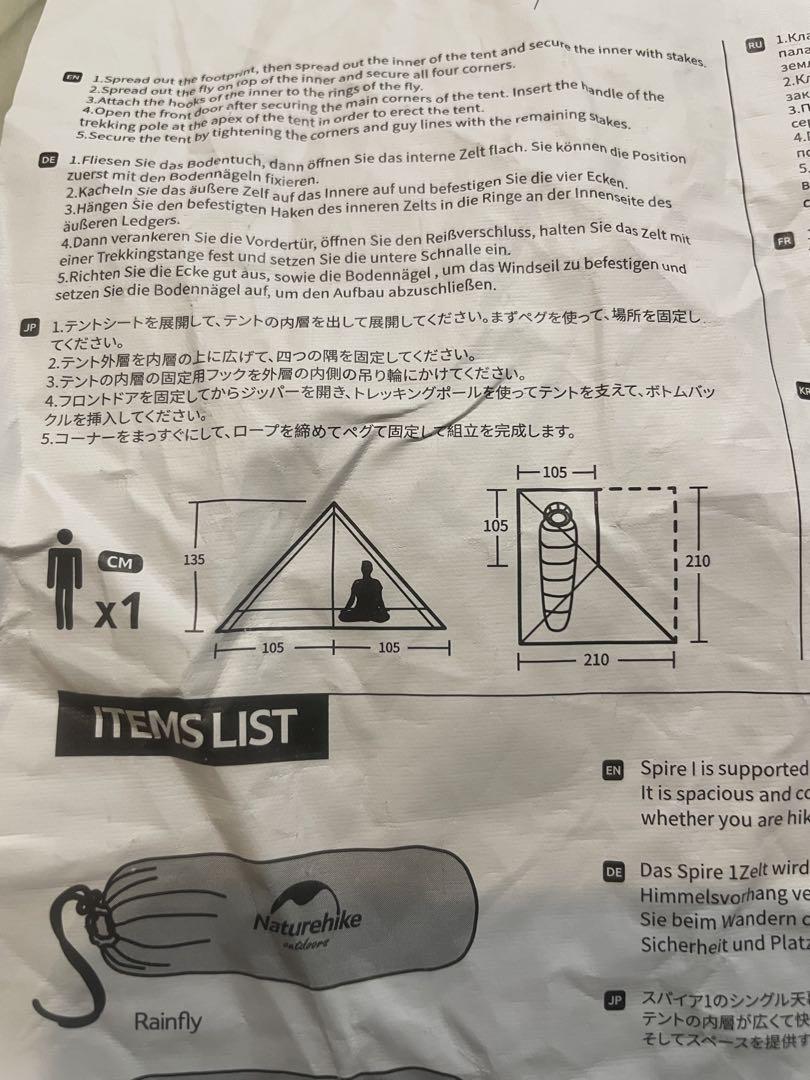 EN 1.Spread out the footprint, then spread out the inner of the tent and secure the inner with stakes.
2.Spread out the fly on top of the inner and secure all four corners.
3.Attach the hooks of the inner to the rings of the fly.
4.Open the front door after securing the main corners of the tent. Insert the handle of the
trekking pole at the apex of the tent in order to erect the tent.
5.Secure the tent by tightening the corners and guy lines with the remaining stakes.
DE 1.Fliesen Sie das Bodentuch, dann öffnen Sie das interne Zelt flach. Sie können die Position
zuerst mit den Bodennägeln fixieren.
2.Kacheln Sie das äußere Zelf auf das Innere auf und befestigen Sie die vier Ecken.
3.Hängen Sie den befestigten Haken des inneren Zelts in die Ringe an der Innenseite des
äußeren Ledgers.
4.Dann verankern Sie die Vordertür, öffnen Sie den Reißverschluss, halten Sie das Zelt mit
einer Trekkingstange fest und setzen Sie die untere Schnalle ein.
5.Richten Sie die Ecke gut aus, sowie die Bodennägel , um das Windseil zu befestigen und
setzen Sie die Bodennägel auf, um den Aufbau abzuschließen.
JP 1.テントシートを展開して、テントの内層を出して展開してください。まずペグを使って、場所を固定し
てください。
2.テント外層を内層の上に広げて、四つの隅を固定してください。
3.テントの内層の固定用フックを外層の内側の吊り輪にかけてください。
4.フロントドアを固定してからジッパーを開き、トレッキングポールを使ってテントを支えて、ボトムバッ
クルを挿入してください。
5.コーナーをまっすぐにして、ロープを締めてペグて固定して組立を完成します。
RU 1.Кла
пала
земл
2.Кл
зак
3.П
сер
4.
по
5.
FR
KR
CM
x1
135
105
105
105
105
210
210
ITEMS LIST
Naturehike
outdoors
Rainfly
EN Spire I is supported
It is spacious and co
whether you are hik
DE Das Spire 1Zelt wird
Himmelsvorhang ve
Sie beim Wandern o
Sicherheit und Platz
JP スパイア1のシングル天
テントの内層が広くて快
そしてスペースを提供す